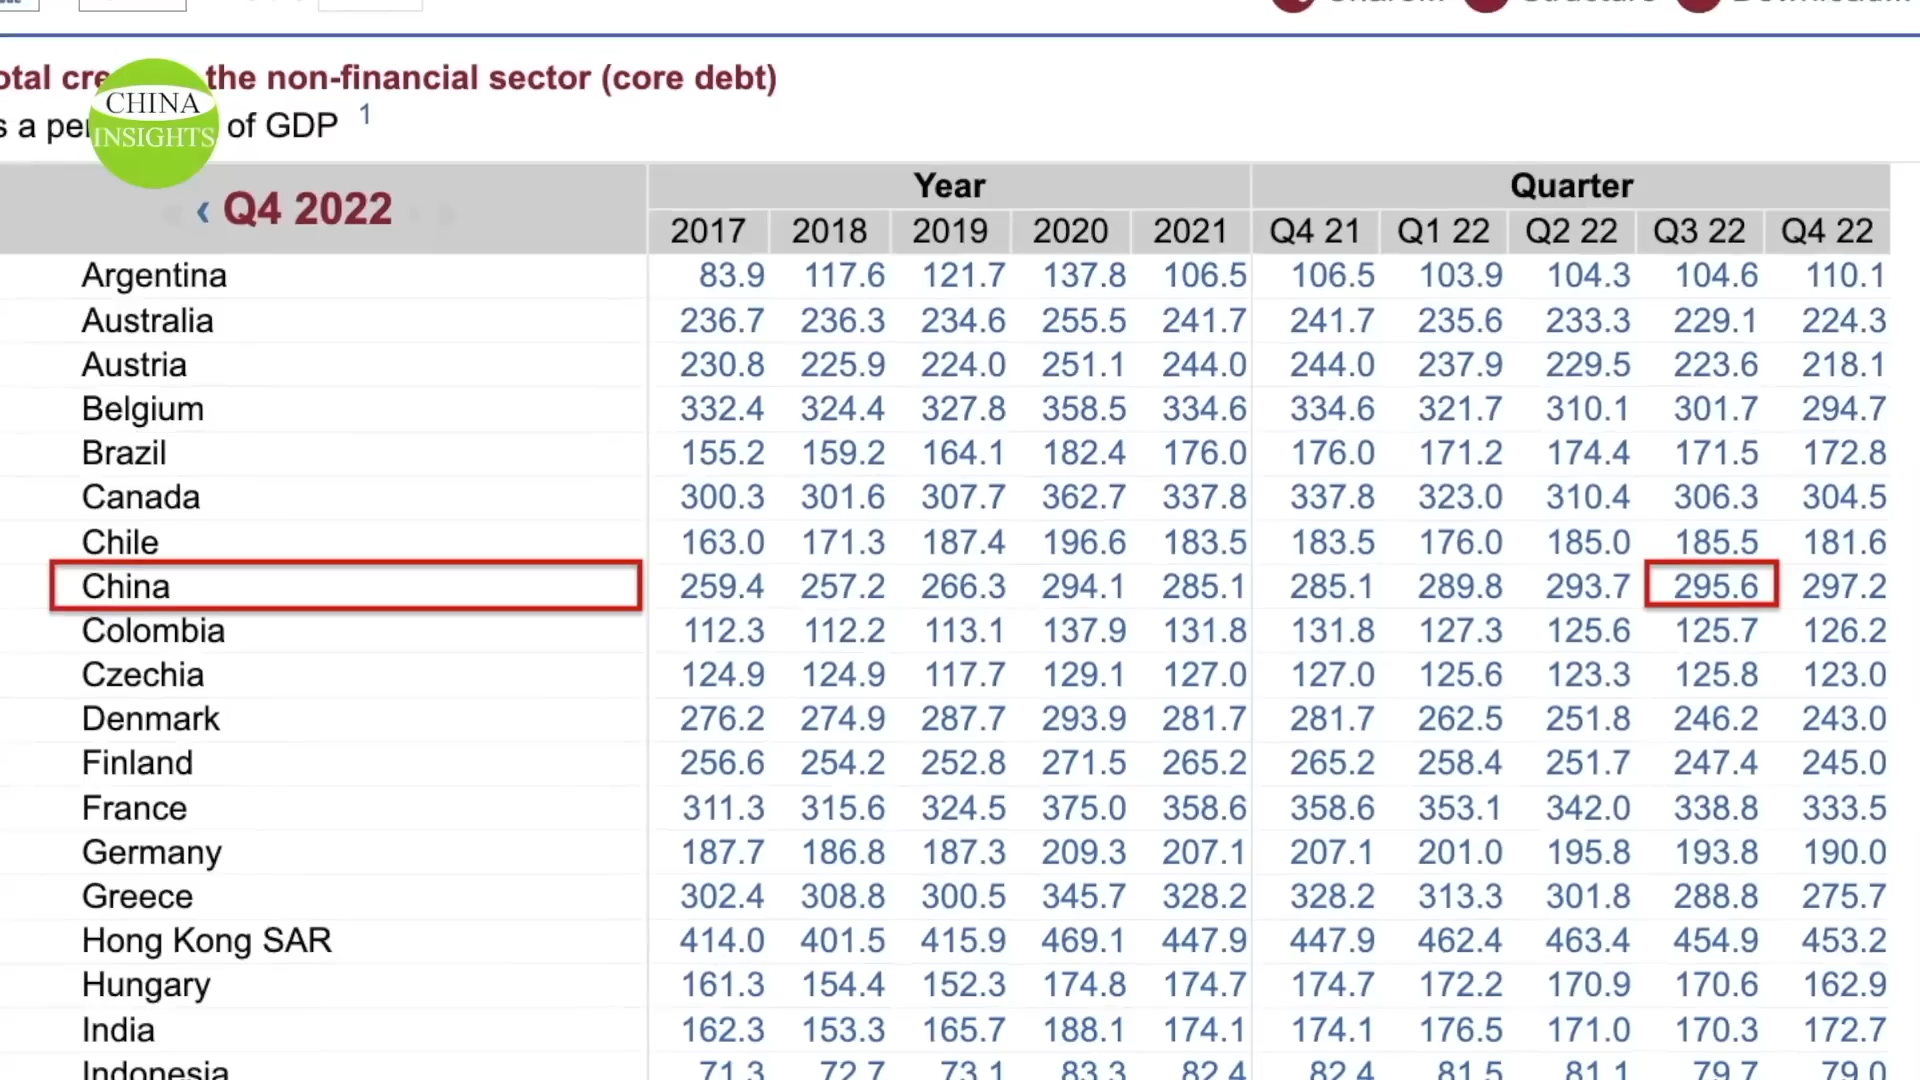 the non-financial sector (core debt)
CHINA
INSIGHTS
of GDP 1
‹ Q4 2022
Year Quarter
2017 2018 2019 2020 2021 Q4 21 Q1 22 Q2 22 Q3 22 Q4 22
Argentina 83.9 117.6 121.7 137.8 106.5 106.5 103.9 104.3 104.6 110.1
Australia 236.7 236.3 234.6 255.5 241.7 241.7 235.6 233.3 229.1 224.3
Austria 230.8 225.9 224.0 251.1 244.0 244.0 237.9 229.5 223.6 218.1
Belgium 332.4 324.4 327.8 358.5 334.6 334.6 321.7 310.1 301.7 294.7
Brazil 155.2 159.2 164.1 182.4 176.0 176.0 171.2 174.4 171.5 172.8
Canada 300.3 301.6 307.7 362.7 337.8 337.8 323.0 310.4 306.3 304.5
Chile 163.0 171.3 187.4 196.6 183.5 183.5 176.0 185.0 185.5 181.6
China 259.4 257.2 266.3 294.1 285.1 285.1 289.8 293.7 295.6 297.2
Colombia 112.3 112.2 113.1 137.9 131.8 131.8 127.3 125.6 125.7 126.2
Czechia 124.9 124.9 117.7 129.1 127.0 127.0 125.6 123.3 125.8 123.0
Denmark 276.2 274.9 287.7 293.9 281.7 281.7 262.5 251.8 246.2 243.0
Finland 256.6 254.2 252.8 271.5 265.2 265.2 258.4 251.7 247.4 245.0
France 311.3 315.6 324.5 375.0 358.6 358.6 353.1 342.0 338.8 333.5
Germany 187.7 186.8 187.3 209.3 207.1 207.1 201.0 195.8 193.8 190.0
Greece 302.4 308.8 300.5 345.7 328.2 328.2 313.3 301.8 288.8 275.7
Hong Kong SAR 414.0 401.5 415.9 469.1 447.9 447.9 462.4 463.4 454.9 453.2
Hungary 161.3 154.4 152.3 174.8 174.7 174.7 172.2 170.9 170.6 162.9
India 162.3 153.3 165.7 188.1 174.1 174.1 176.5 171.0 170.3 172.7
Indonesia 71.3 72.7 73.1 83.3 82.4 82.4 81.5 81.1 79.7 79.0